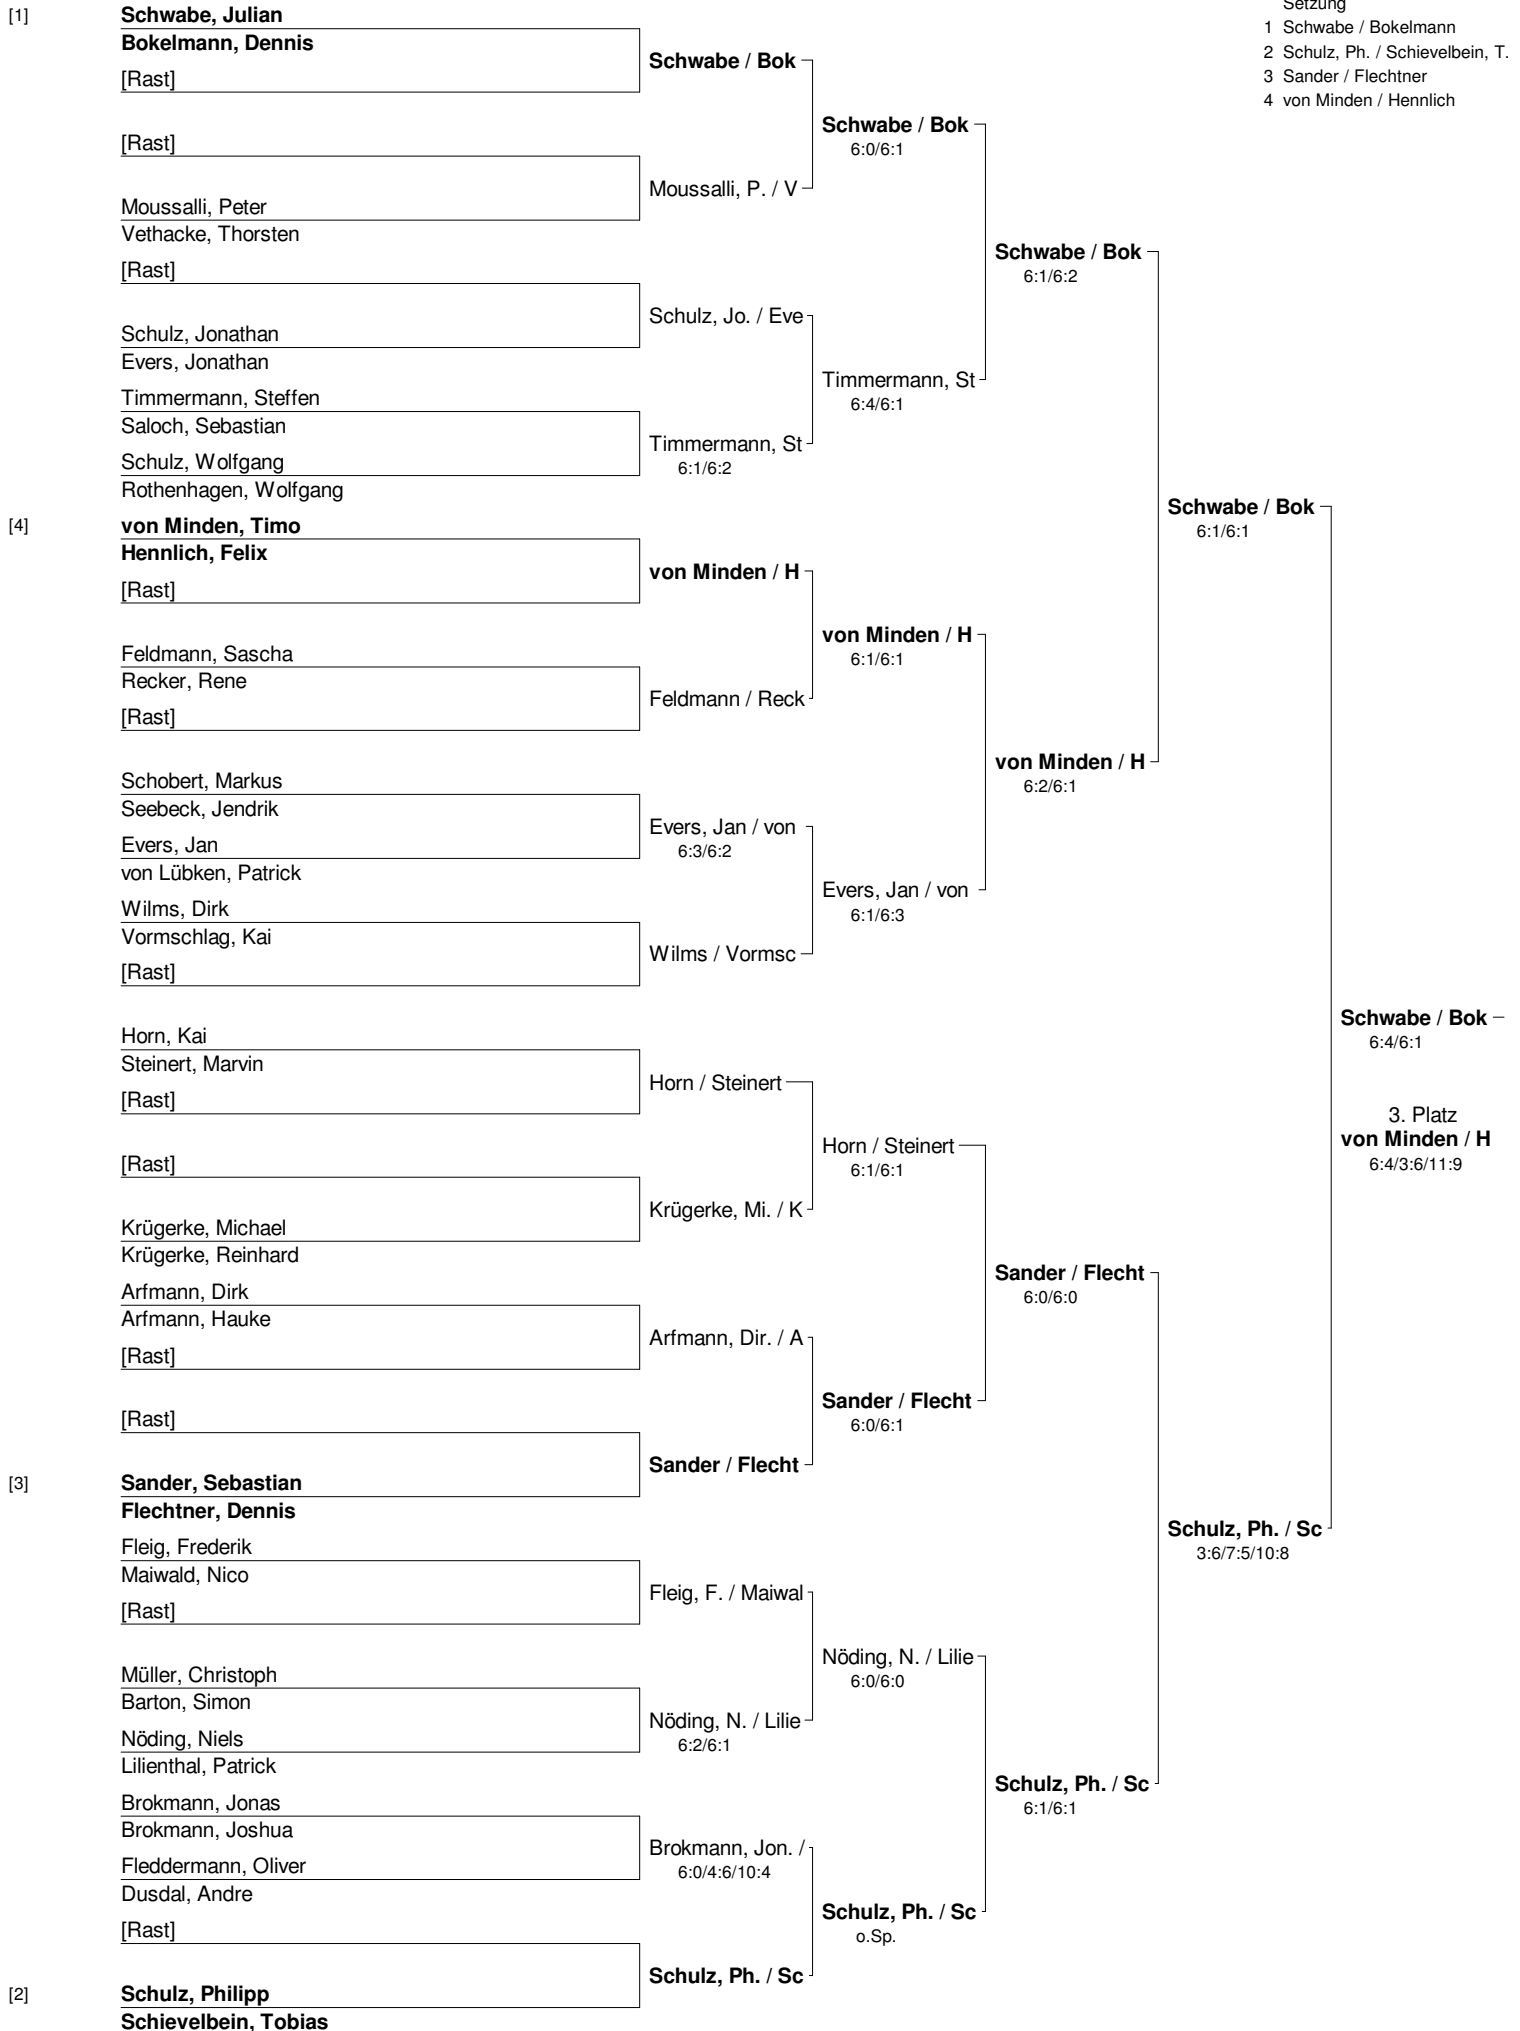 Setzung
1 Schwabe / Bokelmann
2 Schulz, Ph. / Schievelbein, T.
3 Sander / Flechtner
4 von Minden / Hennlich
[1] Schwabe, Julian
Bokelmann, Dennis
Schwabe / Bok
[Rast]
Schwabe / Bok
6:0/6:1
[Rast]
Moussalli, P. / V
Moussalli, Peter
Vethacke, Thorsten
Schwabe / Bok
6:1/6:2
[Rast]
Schulz, Jo. / Eve
Schulz, Jonathan
Evers, Jonathan
Timmermann, St
6:4/6:1
Timmermann, Steffen
Saloch, Sebastian
Timmermann, St
6:1/6:2
Schulz, Wolfgang
Rothenhagen, Wolfgang
Schwabe / Bok
6:1/6:1
[4] von Minden, Timo
Hennlich, Felix
von Minden / H
[Rast]
von Minden / H
6:1/6:1
Feldmann, Sascha
Recker, Rene
Feldmann / Reck
[Rast]
von Minden / H
6:2/6:1
Schobert, Markus
Seebeck, Jendrik
Evers, Jan / von
6:3/6:2
Evers, Jan
von Lübken, Patrick
Evers, Jan / von
6:1/6:3
Wilms, Dirk
Vormschlag, Kai
Wilms / Vormsc
[Rast]
Schwabe / Bok
6:4/6:1
Horn, Kai
Steinert, Marvin
Horn / Steinert
[Rast]
3. Platz
von Minden / H
6:4/3:6/11:9
Horn / Steinert
6:1/6:1
[Rast]
Krügerke, Mi. / K
Krügerke, Michael
Krügerke, Reinhard
Sander / Flecht
6:0/6:0
Arfmann, Dirk
Arfmann, Hauke
Arfmann, Dir. / A
[Rast]
Sander / Flecht
6:0/6:1
[Rast]
Sander / Flecht
[3] Sander, Sebastian
Flechtner, Dennis
Schulz, Ph. / Sc
3:6/7:5/10:8
Fleig, Frederik
Maiwald, Nico
Fleig, F. / Maiwal
[Rast]
Nöding, N. / Lilie
6:0/6:0
Müller, Christoph
Barton, Simon
Nöding, N. / Lilie
6:2/6:1
Nöding, Niels
Lilienthal, Patrick
Schulz, Ph. / Sc
6:1/6:1
Brokmann, Jonas
Brokmann, Joshua
Brokmann, Jon. /
6:0/4:6/10:4
Fleddermann, Oliver
Dusdal, Andre
Schulz, Ph. / Sc
o.Sp.
[Rast]
Schulz, Ph. / Sc
[2] Schulz, Philipp
Schievelbein, Tobias